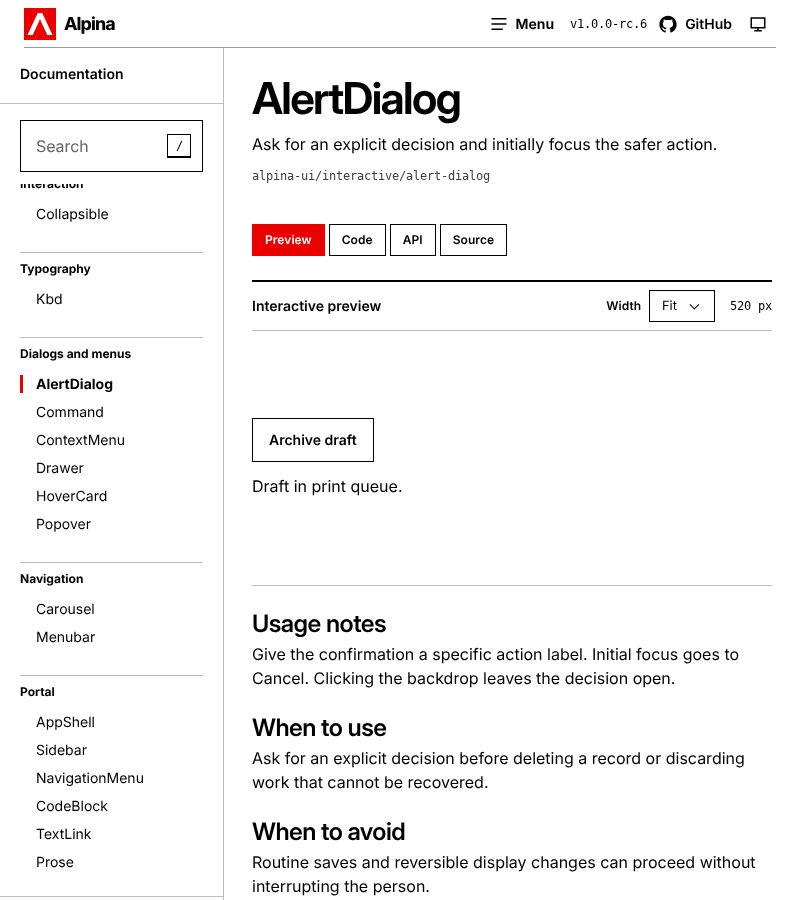 Alpina
Menu
v1.0.0-rc.6
GitHub
Documentation
Search
/
Interaction
Collapsible
Typography
Kbd
Dialogs and menus
AlertDialog
Command
ContextMenu
Drawer
HoverCard
Popover
Navigation
Carousel
Menubar
Portal
AppShell
Sidebar
NavigationMenu
CodeBlock
TextLink
Prose
AlertDialog
Ask for an explicit decision and initially focus the safer action.
alpina-ui/interactive/alert-dialog
Preview
Code
API
Source
Interactive preview
Width
Fit
520 px
Archive draft
Draft in print queue.
Usage notes
Give the confirmation a specific action label. Initial focus goes to
Cancel. Clicking the backdrop leaves the decision open.
When to use
Ask for an explicit decision before deleting a record or discarding
work that cannot be recovered.
When to avoid
Routine saves and reversible display changes can proceed without
interrupting the person.